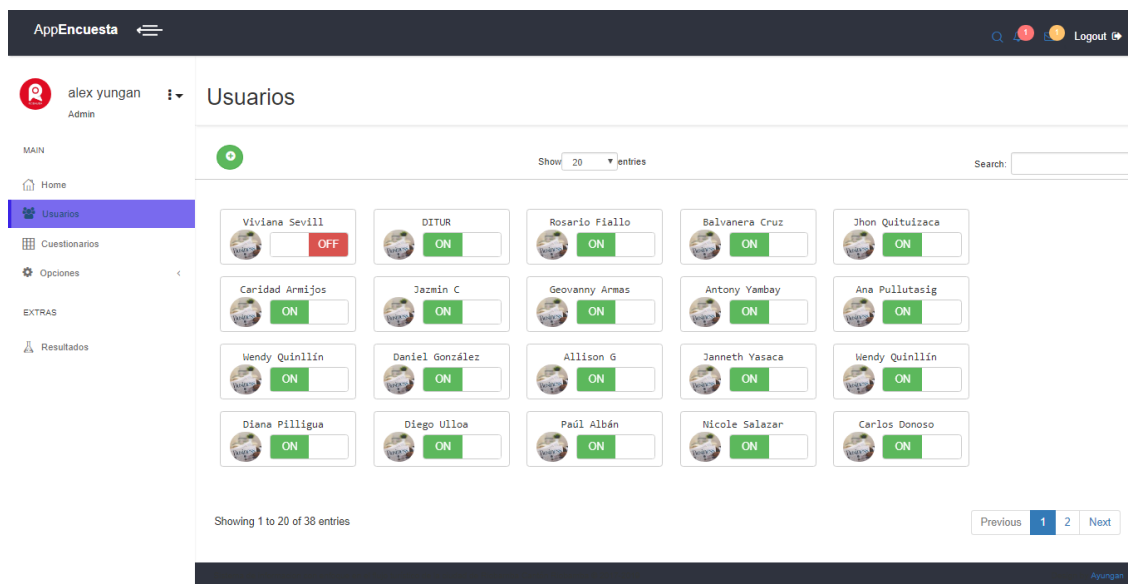 AppEncuesta
1
1
Logout
alex yungan
Admin
MAIN
Home
Usuarios
Cuestionarios
Opciones
EXTRAS
Resultados
Usuarios
Show 20 entries
Search:
Viviana Sevill
OFF
DITUR
ON
Rosario Fiallo
ON
Balvanera Cruz
ON
Jhon Quituizaca
ON
Caridad Armijos
ON
Jazmin C
ON
Geovanny Armas
ON
Antony Yambay
ON
Ana Pullutasig
ON
Wendy Quinllín
ON
Daniel González
ON
Allison G
ON
Janneth Yasaca
ON
Wendy Quinllín
ON
Diana Pilligua
ON
Diego Ulloa
ON
Paúl Albán
ON
Nicole Salazar
ON
Carlos Donoso
ON
Showing 1 to 20 of 38 entries
Previous 1 2 Next
Ayungan